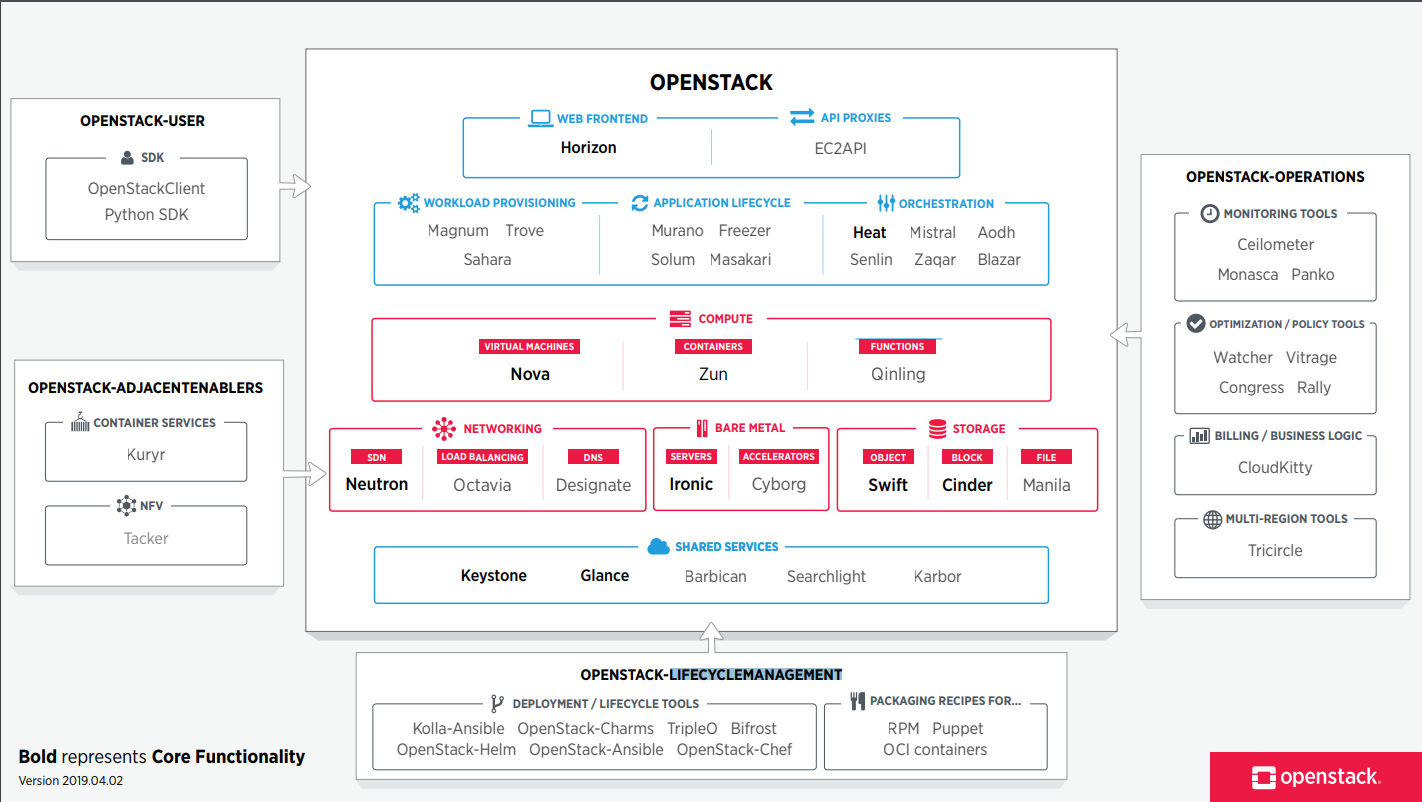 OPENSTACK
WEB FRONTEND
Horizon
API PROXIES
EC2API
WORKLOAD PROVISIONING
Magnum Trove
Sahara
APPLICATION LIFECYCLE
Murano Freezer
Solum Masakari
ORCHESTRATION
Heat Mistral Aodh
Senlin Zaqar Blazar
COMPUTE
VIRTUAL MACHINES
Nova
CONTAINERS
Zun
FUNCTIONS
Qinling
NETWORKING
SDN
Neutron
LOAD BALANCING
Octavia
DNS
Designate
BARE METAL
SERVERS
Ironic
ACCELERATORS
Cyborg
STORAGE
OBJECT
Swift
BLOCK
Cinder
FILE
Manila
SHARED SERVICES
Keystone Glance Barbican Searchlight Karbor
OPENSTACK-USER
SDK
OpenStackClient
Python SDK
OPENSTACK-ADJACENTENABLERS
CONTAINER SERVICES
Kuryr
NFV
Tacker
OPENSTACK-OPERATIONS
MONITORING TOOLS
Ceilometer
Monasca Panko
OPTIMIZATION / POLICY TOOLS
Watcher Vitrage
Congress Rally
BILLING / BUSINESS LOGIC
CloudKitty
MULTI-REGION TOOLS
Tricircle
OPENSTACK-LIFECYCLEMANAGEMENT
DEPLOYMENT / LIFECYCLE TOOLS
Kolla-Ansible OpenStack-Charms TripleO Bifrost
OpenStack-Helm OpenStack-Ansible OpenStack-Chef
PACKAGING RECIPES FOR...
RPM Puppet
OCI containers
Bold represents Core Functionality
Version 2019.04.02
openstack.